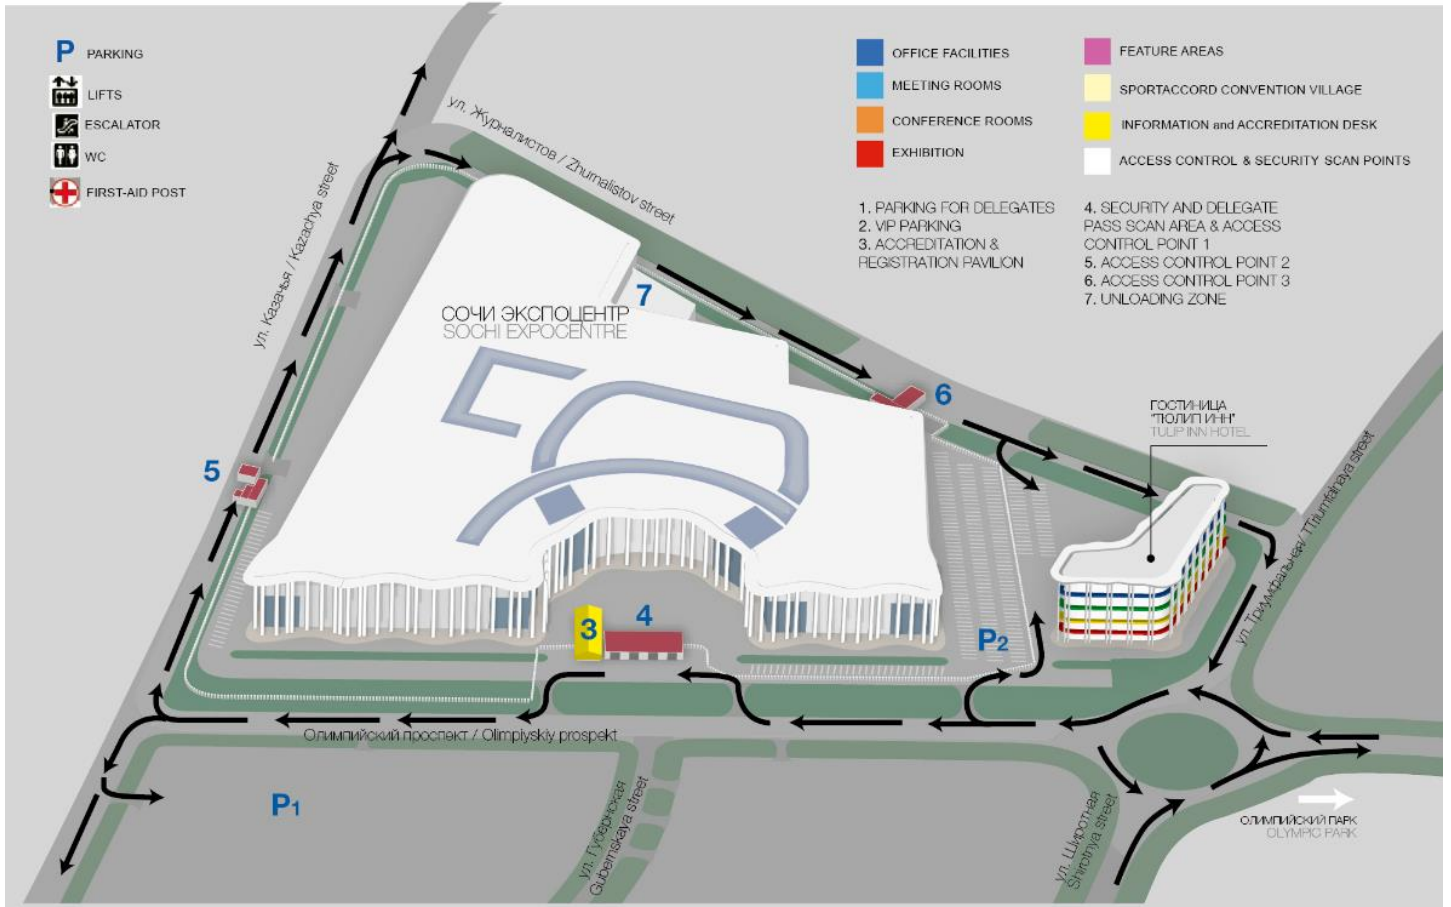 P PARKING
LIFTS
ESCALATOR
WC
FIRST-AID POST
OFFICE FACILITIES
MEETING ROOMS
CONFERENCE ROOMS
EXHIBITION
FEATURE AREAS
SPORTACCORD CONVENTION VILLAGE
INFORMATION and ACCREDITATION DESK
ACCESS CONTROL & SECURITY SCAN POINTS
1. PARKING FOR DELEGATES
2. VIP PARKING
3. ACCREDITATION &
REGISTRATION PAVILION
4. SECURITY AND DELEGATE
PASS SCAN AREA & ACCESS
CONTROL POINT 1
5. ACCESS CONTROL POINT 2
6. ACCESS CONTROL POINT 3
7. UNLOADING ZONE
ул. Журналистов / Zhurnalistov street
ул. Казачья / Kazachya street
7
СОЧИ ЭКСПОЦЕНТР
SOCHI EXPOCENTRE
6
ГОСТИНИЦА
"ТЮЛИП ИНН"
TULIP INN HOTEL
5
ул. Триумфальная / TTriumfalnaya street
3
4
P2
Олимпийский проспект / Olimpiyskiy prospekt
P1
ул. Губернская
Gubernskaya street
ул. Широтная
Shirotnya street
ОЛИМПИЙСКИЙ ПАРК
OLYMPIC PARK